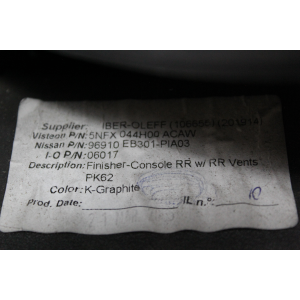 Supplier: IBER-OLEFF
Visteon P/N: 5NFX 044H00 ACAW
Nissan P/N: 96910 EB301-PIA03
I-O P/N: 06017
Description: Finisher-Console RR w/ RR Vents
PK62
Color: K-Graphite
Prod. Date: IL n.º: 10